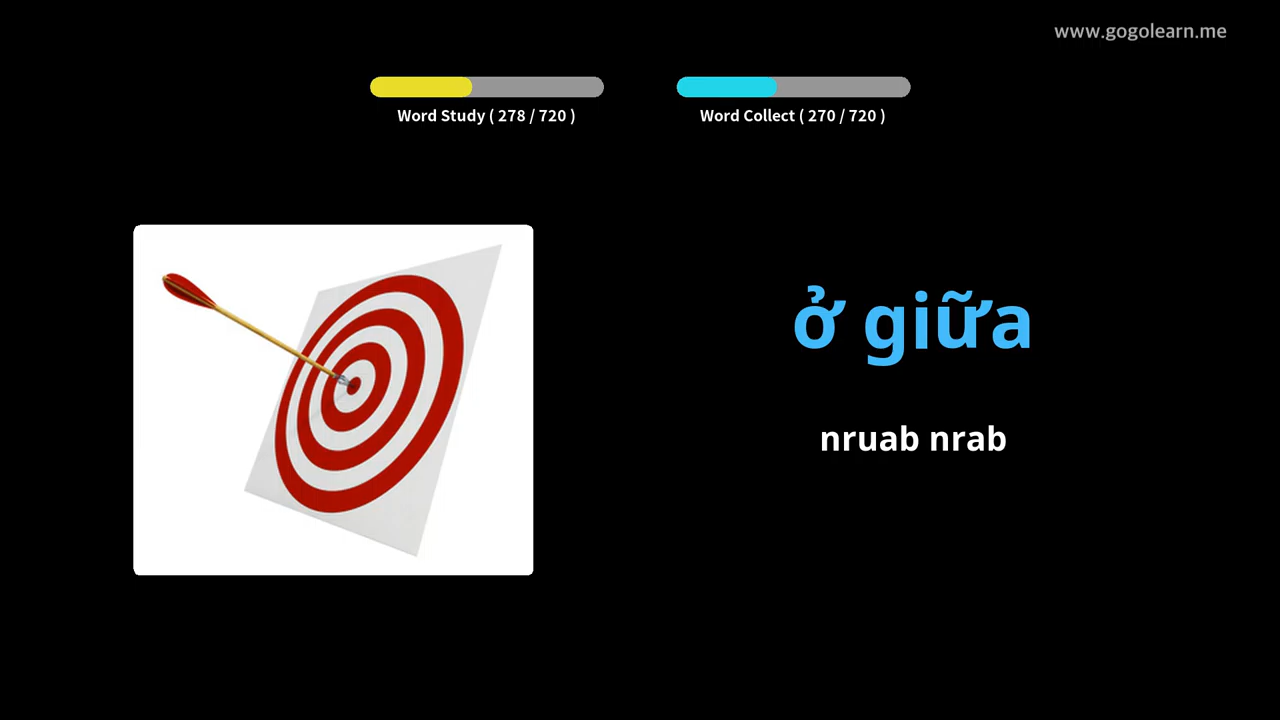 www.gogolearn.me
Word Study ( 278 / 720 )
Word Collect ( 270 / 720 )
ở giữa
nruab nrab